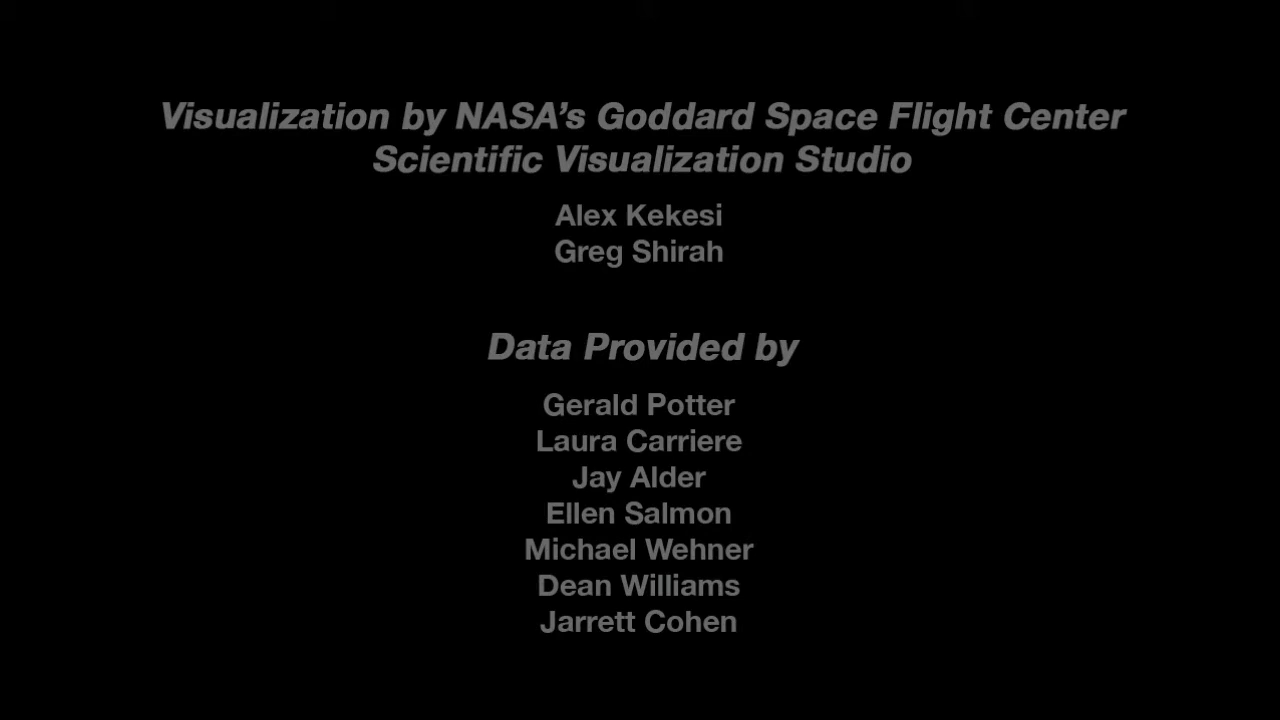 Visualization by NASA’s Goddard Space Flight Center
Scientific Visualization Studio
Alex Kekesi
Greg Shirah
Data Provided by
Gerald Potter
Laura Carriere
Jay Alder
Ellen Salmon
Michael Wehner
Dean Williams
Jarrett Cohen